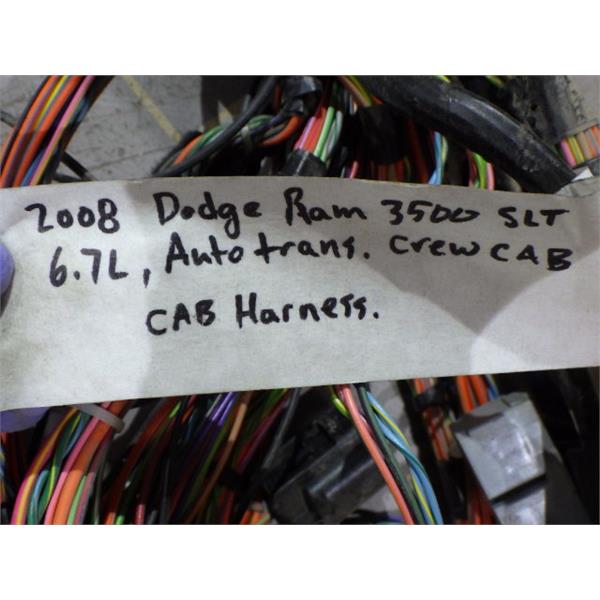 2008 Dodge Ram 3500 SLT
6.7L, Auto trans. crew CAB
CAB Harness.